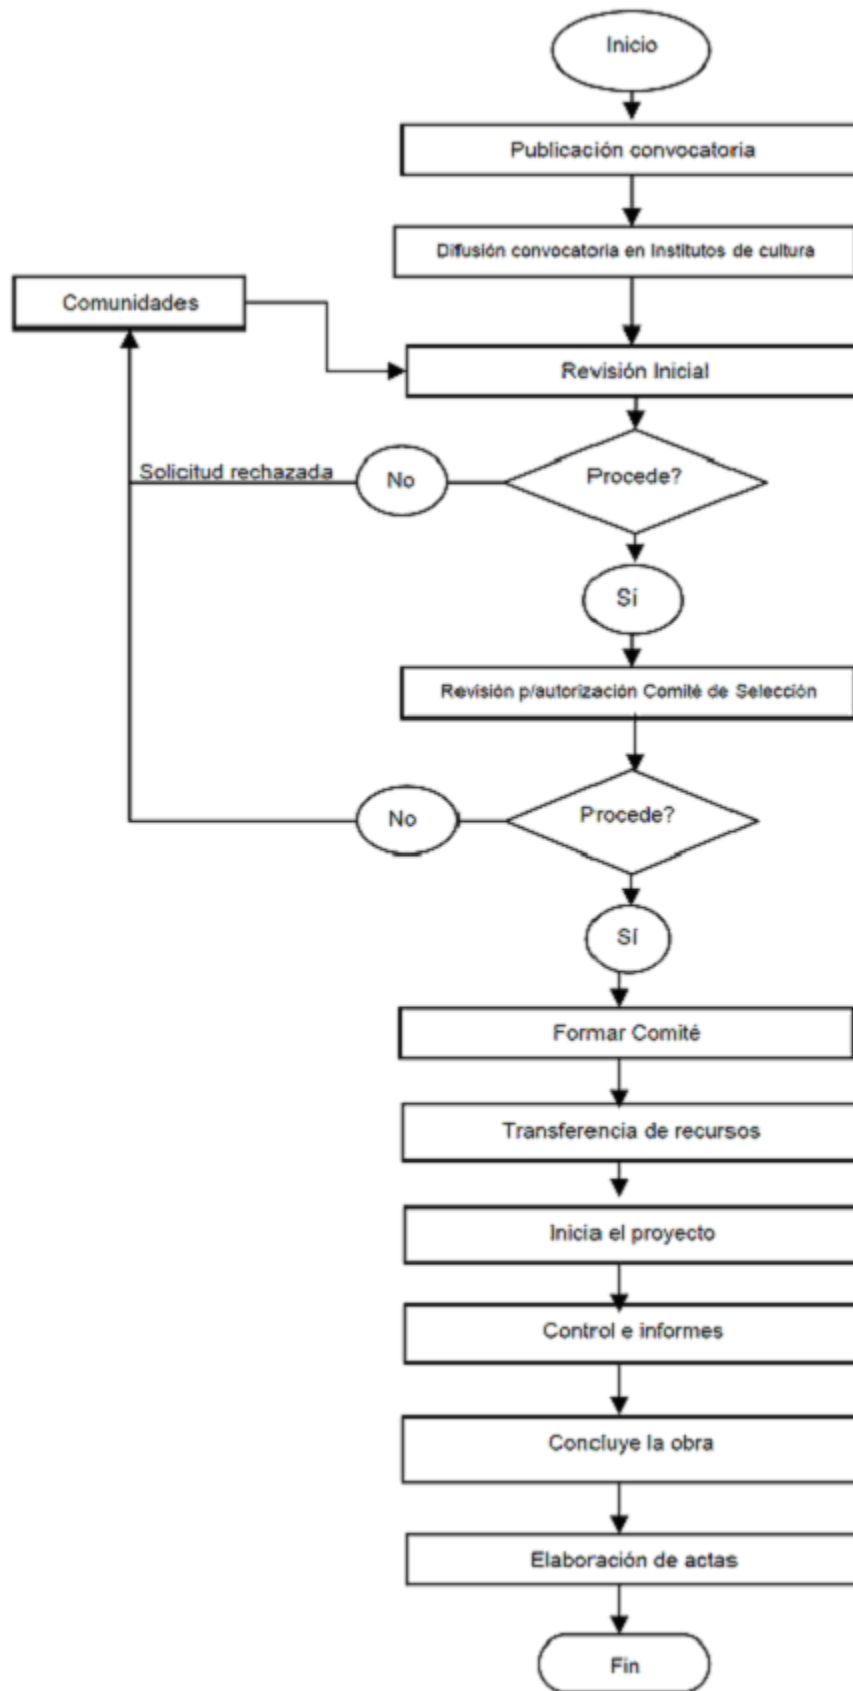 Inicio
Publicación convocatoria
Difusión convocatoria en Institutos de cultura
Comunidades
Revisión Inicial
Solicitud rechazada
No
Procede?
Sí
Revisión p/autorización Comité de Selección
No
Procede?
Sí
Formar Comité
Transferencia de recursos
Inicia el proyecto
Control e informes
Concluye la obra
Elaboración de actas
Fin